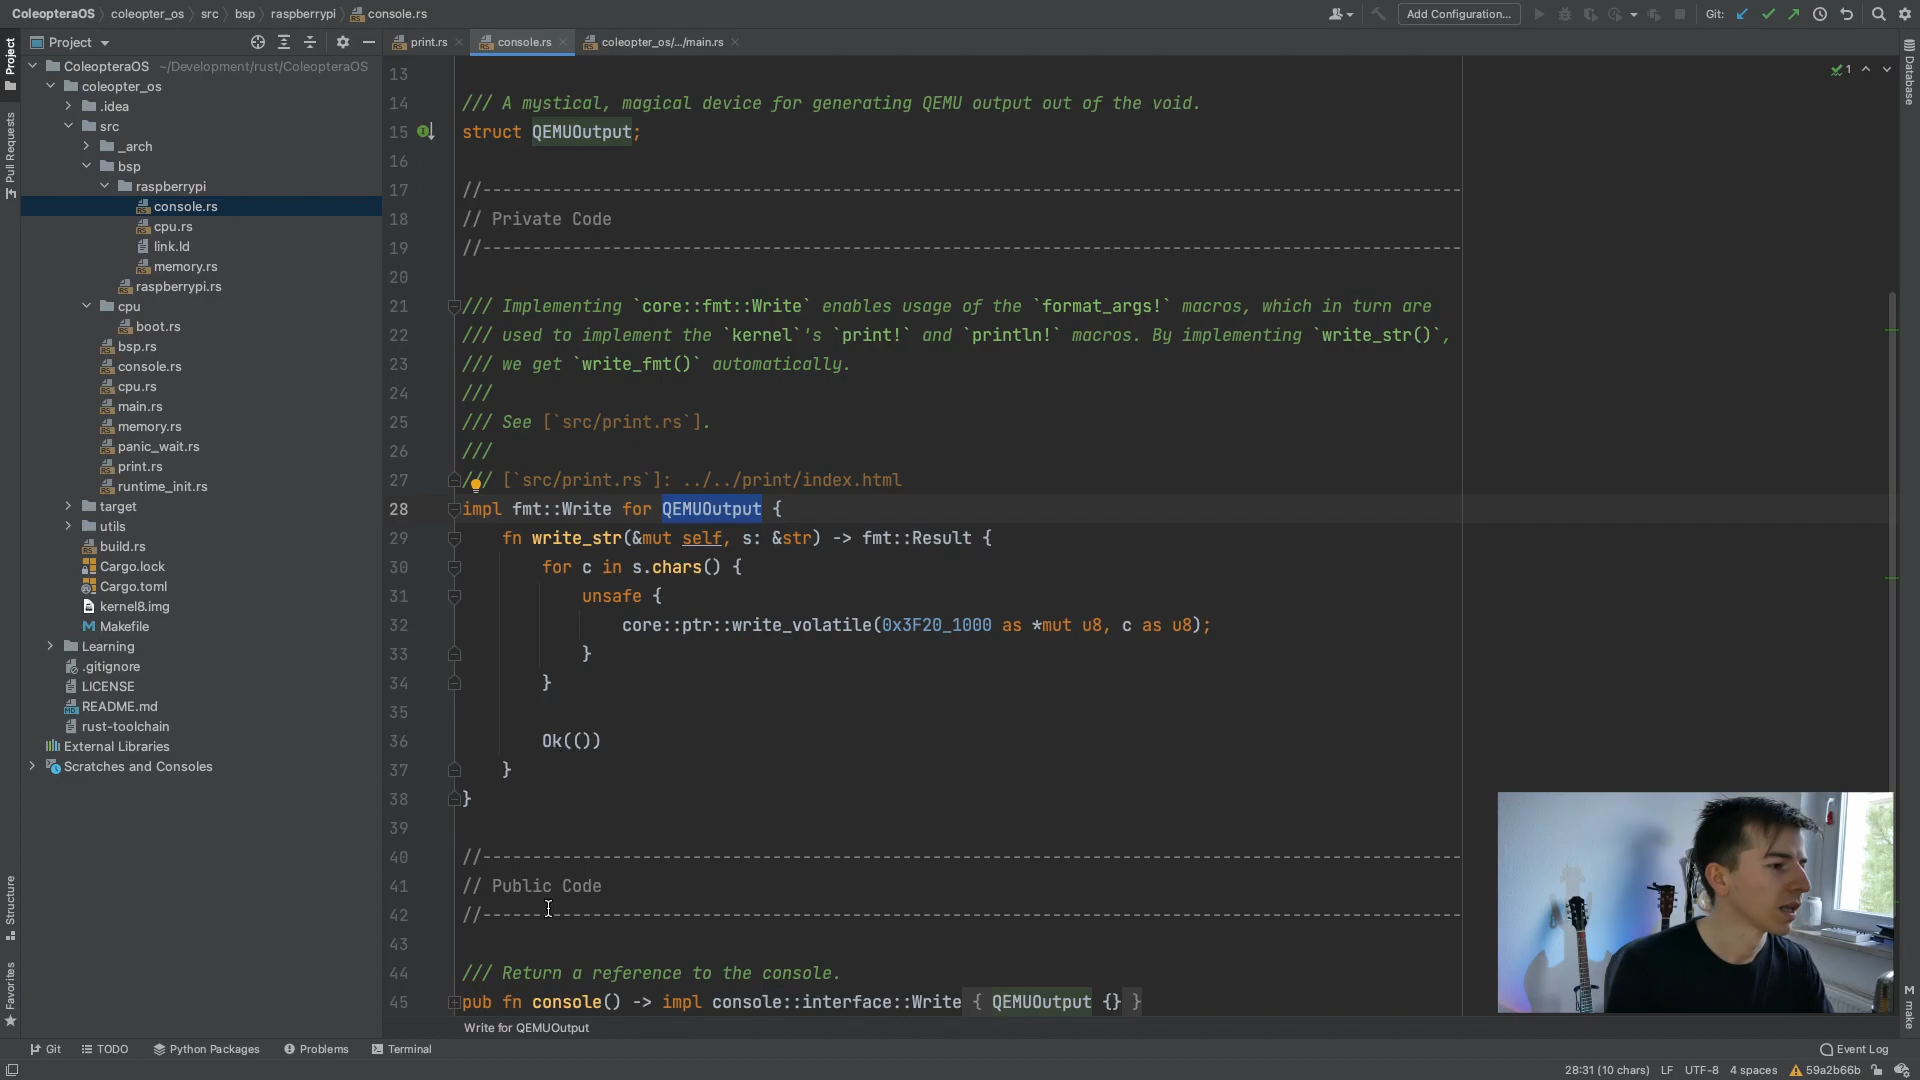 ColeopteraOS coleopter_os src bsp raspberrypi console.rs
Add Configuration...
Git:
Project
print.rs
console.rs
coleopter_os/.../main.rs
Project
Pull Requests
Structure
Favorites
ColeopteraOS ~/Development/rust/ColeopteraOS
coleopter_os
.idea
src
_arch
bsp
raspberrypi
console.rs
cpu.rs
link.ld
memory.rs
raspberrypi.rs
cpu
boot.rs
bsp.rs
console.rs
cpu.rs
main.rs
memory.rs
panic_wait.rs
print.rs
runtime_init.rs
target
utils
build.rs
Cargo.lock
Cargo.toml
kernel8.img
Makefile
Learning
.gitignore
LICENSE
README.md
rust-toolchain
External Libraries
Scratches and Consoles
13
14 /// A mystical, magical device for generating QEMU output out of the void.
15 struct QEMUOutput;
16
17 //--------------------------------------------------------------------------------------------------
18 // Private Code
19 //--------------------------------------------------------------------------------------------------
20
21 /// Implementing `core::fmt::Write` enables usage of the `format_args!` macros, which in turn are
22 /// used to implement the `kernel`'s `print!` and `println!` macros. By implementing `write_str()`,
23 /// we get `write_fmt()` automatically.
24 ///
25 /// See [`src/print.rs`].
26 ///
27 /// [`src/print.rs`]: ../../print/index.html
28 impl fmt::Write for QEMUOutput {
29 fn write_str(&mut self, s: &str) -> fmt::Result {
30 for c in s.chars() {
31 unsafe {
32 core::ptr::write_volatile(0x3F20_1000 as *mut u8, c as u8);
33 }
34 }
35
36 Ok(())
37 }
38 }
39
40 //--------------------------------------------------------------------------------------------------
41 // Public Code
42 //--------------------------------------------------------------------------------------------------
43
44 /// Return a reference to the console.
45 pub fn console() -> impl console::interface::Write { QEMUOutput {} }
Write for QEMUOutput
1
Database
make
Git
TODO
Python Packages
Problems
Terminal
Event Log
28:31 (10 chars) LF UTF-8 4 spaces 59a2b66b